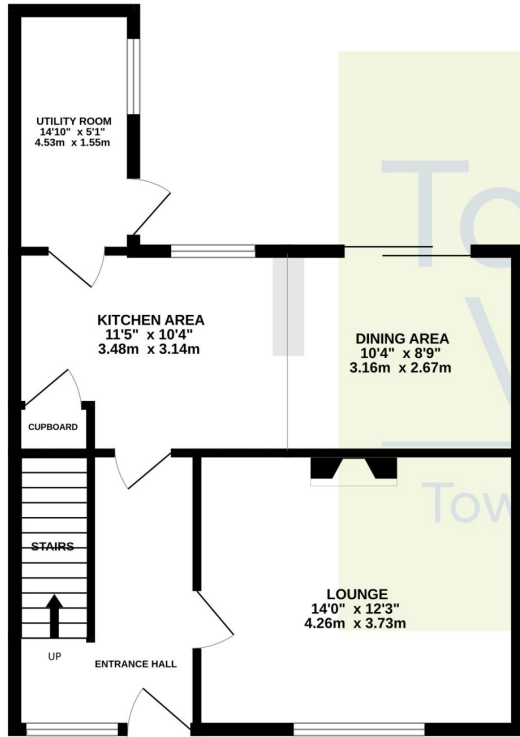 UTILITY ROOM
14'10" x 5'1"
4.53m x 1.55m
KITCHEN AREA
11'5" x 10'4"
3.48m x 3.14m
DINING AREA
10'4" x 8'9"
3.16m x 2.67m
CUPBOARD
STAIRS
UP
ENTRANCE HALL
LOUNGE
14'0" x 12'3"
4.26m x 3.73m